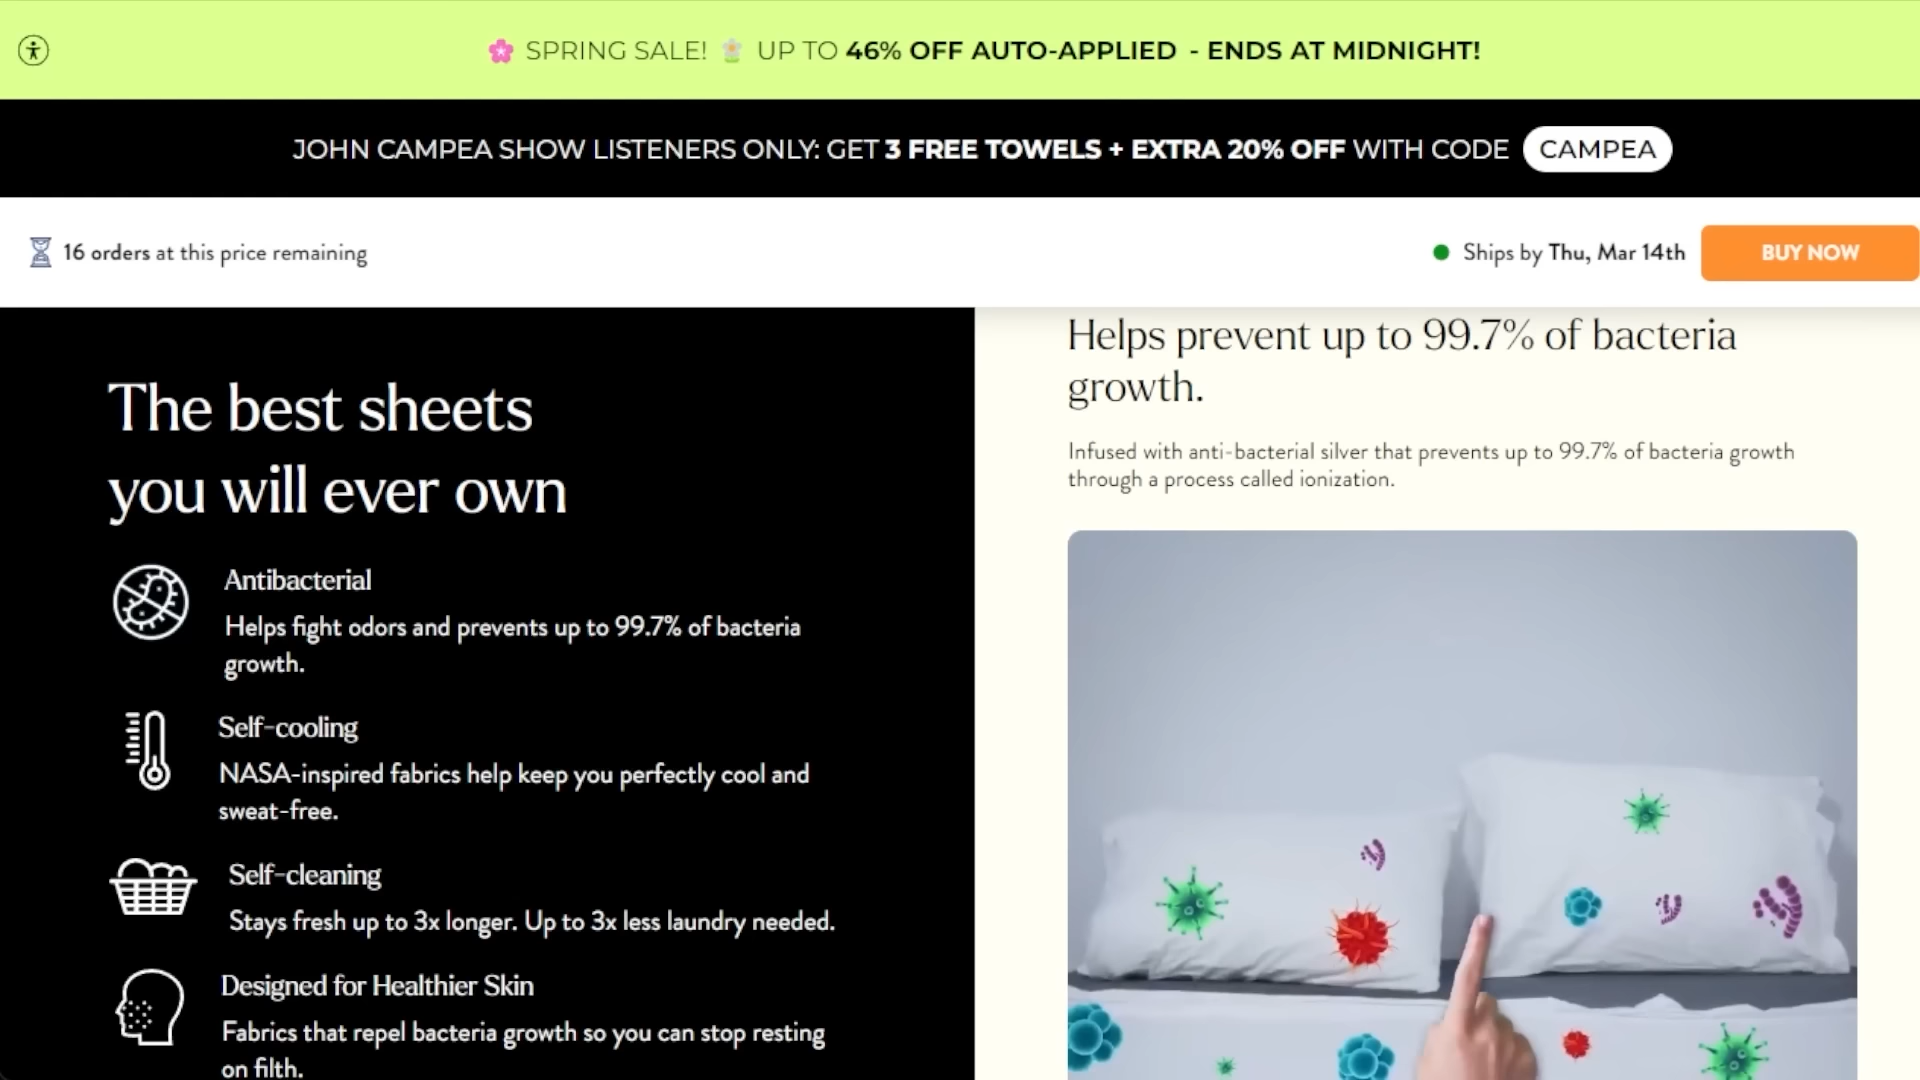 🌸 SPRING SALE! 🌼 UP TO 46% OFF AUTO-APPLIED - ENDS AT MIDNIGHT!
JOHN CAMPEA SHOW LISTENERS ONLY: GET 3 FREE TOWELS + EXTRA 20% OFF WITH CODE CAMPEA
16 orders at this price remaining
Ships by Thu, Mar 14th
BUY NOW
The best sheets
you will ever own
Antibacterial
Helps fight odors and prevents up to 99.7% of bacteria
growth.
Self-cooling
NASA-inspired fabrics help keep you perfectly cool and
sweat-free.
Self-cleaning
Stays fresh up to 3x longer. Up to 3x less laundry needed.
Designed for Healthier Skin
Fabrics that repel bacteria growth so you can stop resting
on filth.
Helps prevent up to 99.7% of bacteria
growth.
Infused with anti-bacterial silver that prevents up to 99.7% of bacteria growth
through a process called ionization.